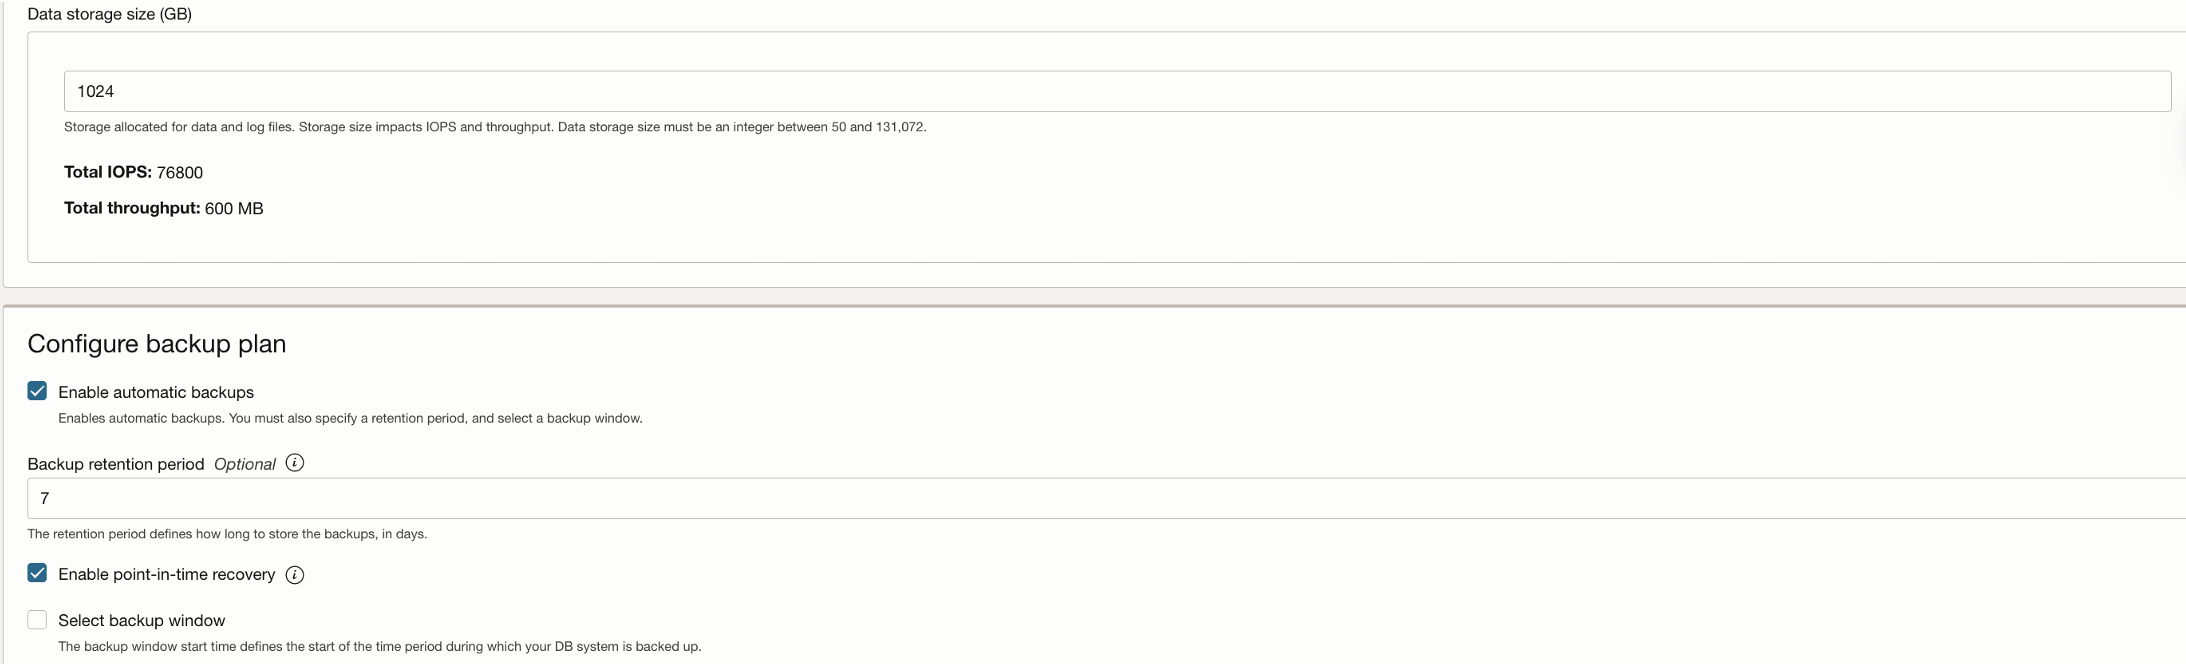 Data storage size (GB)
1024
Storage allocated for data and log files. Storage size impacts IOPS and throughput. Data storage size must be an integer between 50 and 131,072.
Total IOPS: 76800
Total throughput: 600 MB
Configure backup plan
Enable automatic backups
Enables automatic backups. You must also specify a retention period, and select a backup window.
Backup retention period Optional
7
The retention period defines how long to store the backups, in days.
Enable point-in-time recovery
Select backup window
The backup window start time defines the start of the time period during which your DB system is backed up.